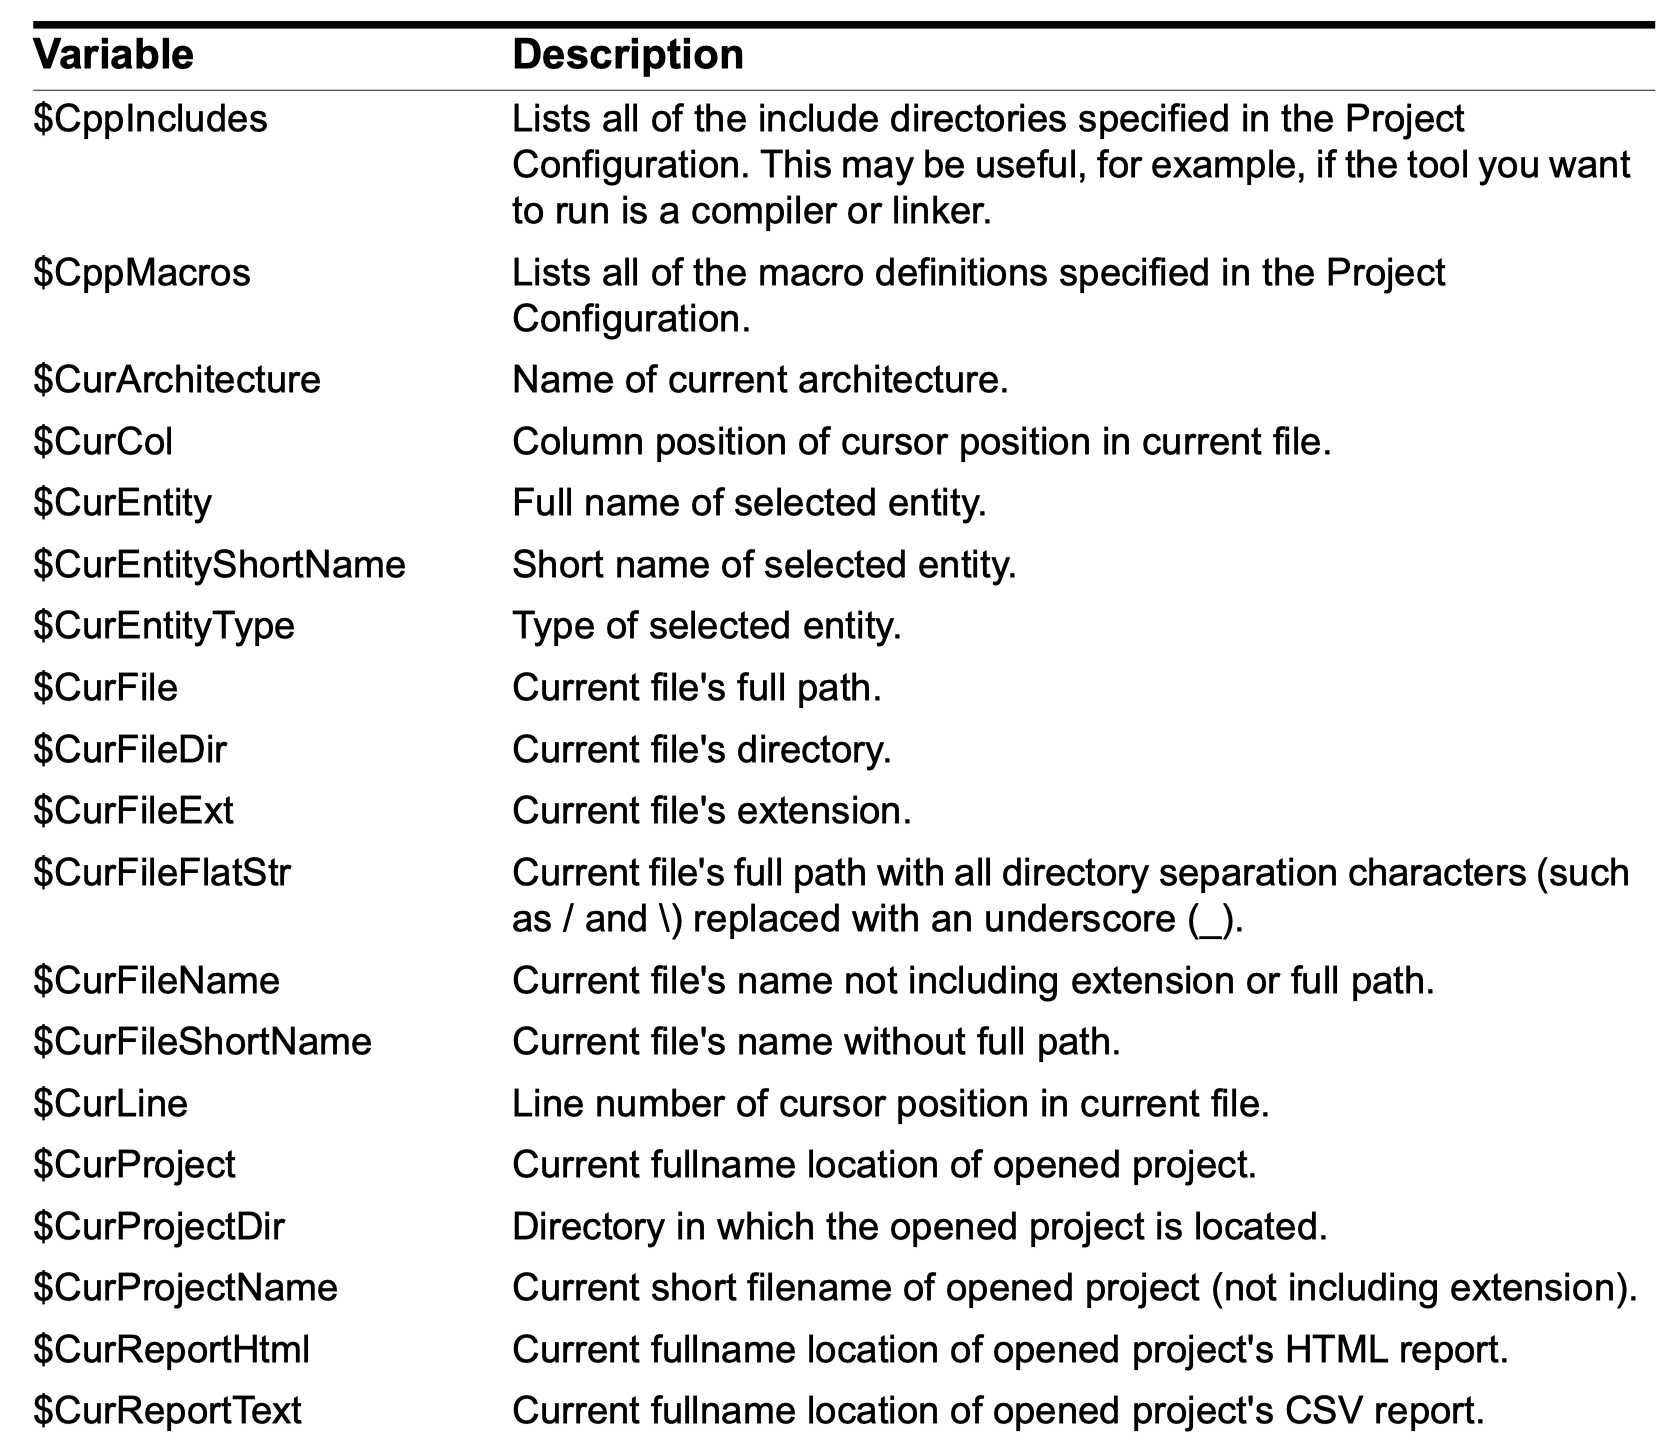 Variable Description
$CppIncludes Lists all of the include directories specified in the Project
Configuration. This may be useful, for example, if the tool you want
to run is a compiler or linker.
$CppMacros Lists all of the macro definitions specified in the Project
Configuration.
$CurArchitecture Name of current architecture.
$CurCol Column position of cursor position in current file.
$CurEntity Full name of selected entity.
$CurEntityShortName Short name of selected entity.
$CurEntityType Type of selected entity.
$CurFile Current file's full path.
$CurFileDir Current file's directory.
$CurFileExt Current file's extension.
$CurFileFlatStr Current file's full path with all directory separation characters (such
as / and \) replaced with an underscore (_).
$CurFileName Current file's name not including extension or full path.
$CurFileShortName Current file's name without full path.
$CurLine Line number of cursor position in current file.
$CurProject Current fullname location of opened project.
$CurProjectDir Directory in which the opened project is located.
$CurProjectName Current short filename of opened project (not including extension).
$CurReportHtml Current fullname location of opened project's HTML report.
$CurReportText Current fullname location of opened project's CSV report.